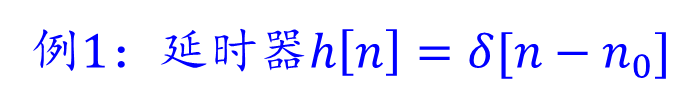 例1：延时器h[n] = δ[n − n₀]